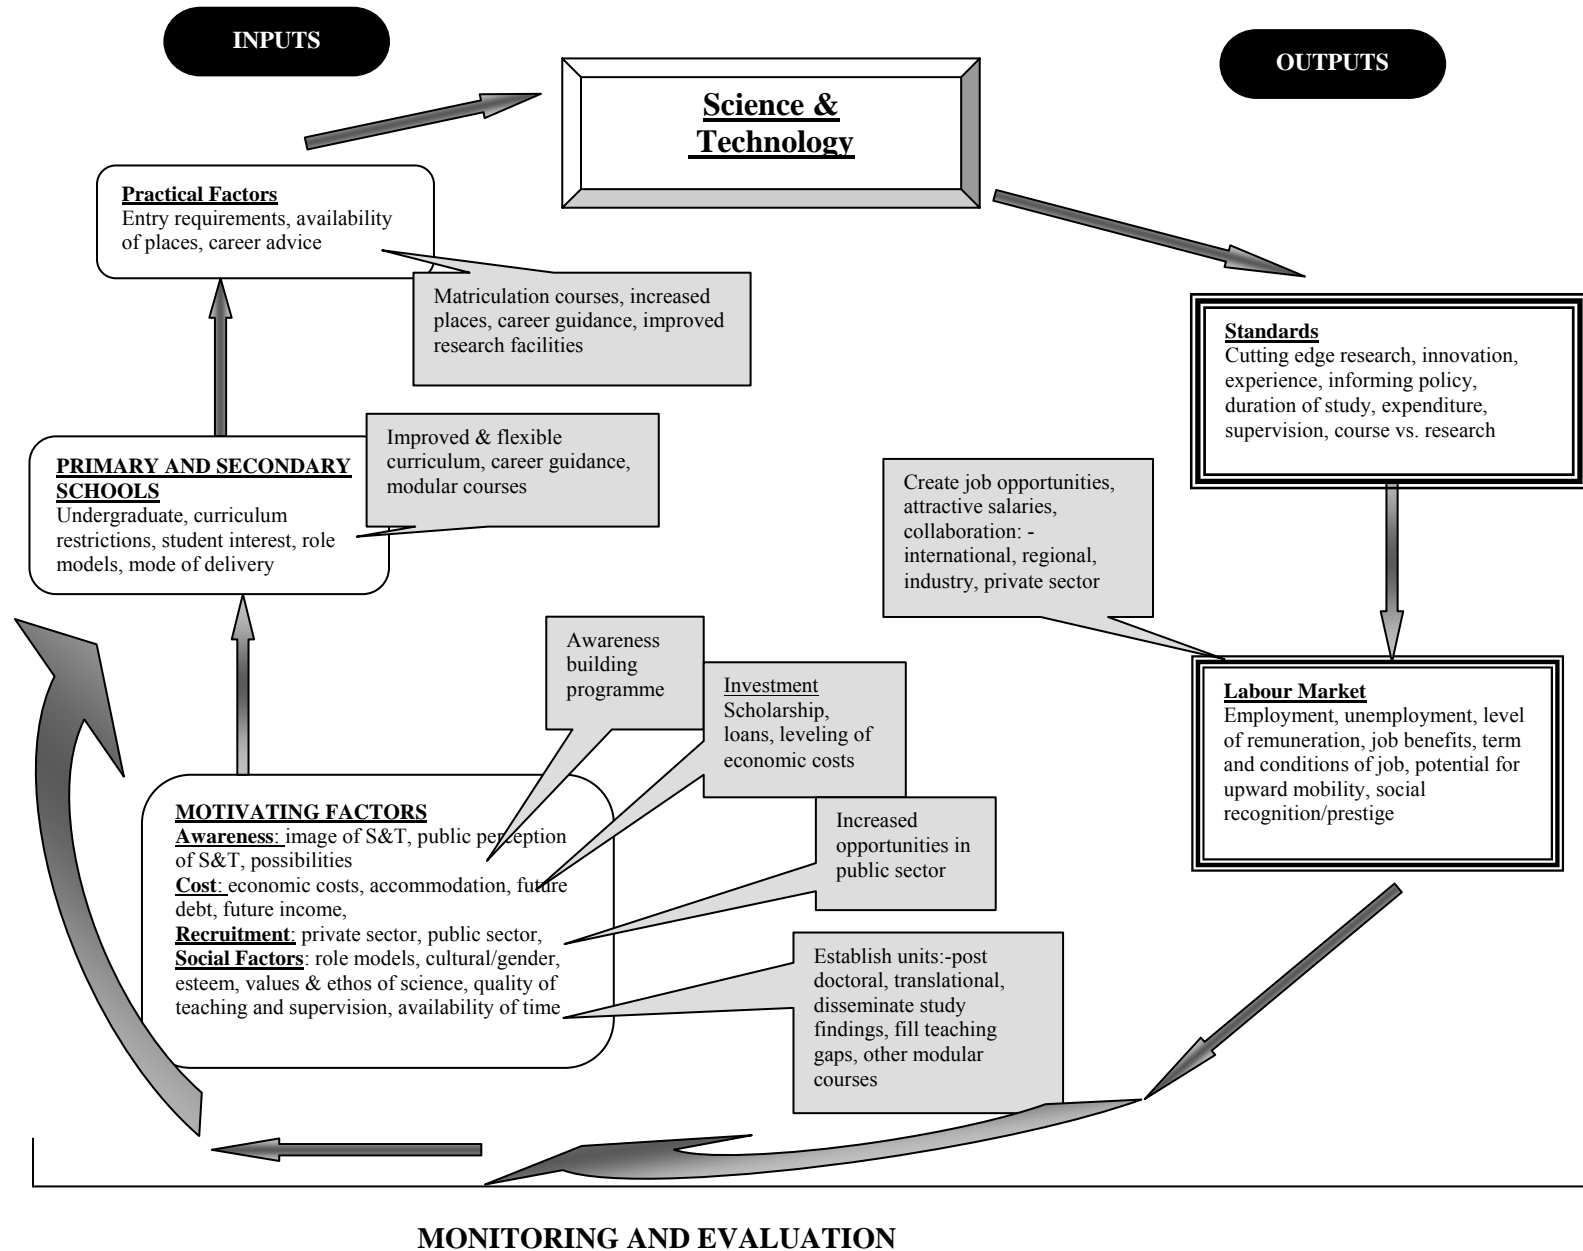 INPUTS
OUTPUTS
Science &
Technology
Practical Factors
Entry requirements, availability
of places, career advice
Matriculation courses, increased
places, career guidance, improved
research facilities
Standards
Cutting edge research, innovation,
experience, informing policy,
duration of study, expenditure,
supervision, course vs. research
PRIMARY AND SECONDARY
SCHOOLS
Undergraduate, curriculum
restrictions, student interest, role
models, mode of delivery
Improved & flexible
curriculum, career guidance,
modular courses
Create job opportunities,
attractive salaries,
collaboration: -
international, regional,
industry, private sector
Awareness
building
programme
Investment
Scholarship,
loans, leveling of
economic costs
Labour Market
Employment, unemployment, level
of remuneration, job benefits, term
and conditions of job, potential for
upward mobility, social
recognition/prestige
MOTIVATING FACTORS
Awareness: image of S&T, public perception
of S&T, possibilities
Cost: economic costs, accommodation, future
debt, future income,
Recruitment: private sector, public sector,
Social Factors: role models, cultural/gender,
esteem, values & ethos of science, quality of
teaching and supervision, availability of time
Increased
opportunities in
public sector
Establish units:-post
doctoral, translational,
disseminate study
findings, fill teaching
gaps, other modular
courses
MONITORING AND EVALUATION